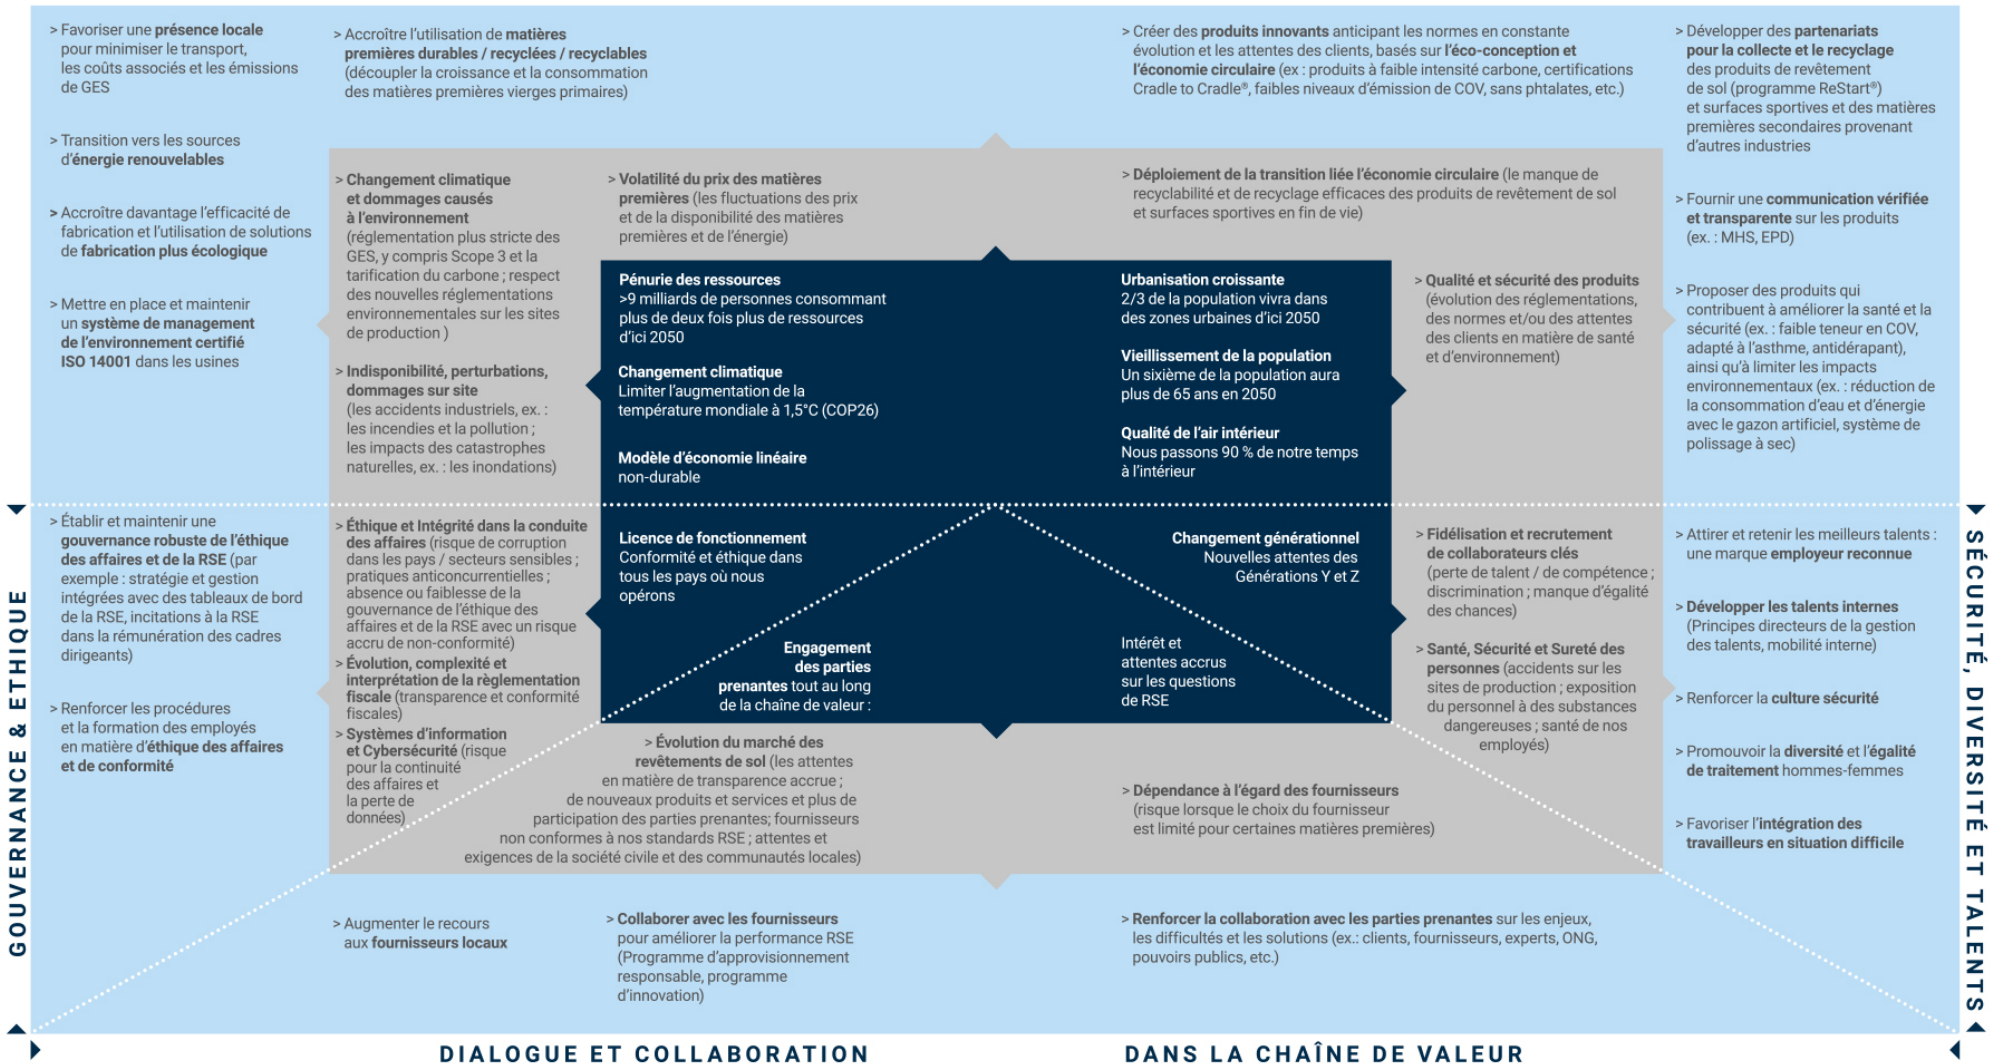 > Favoriser une présence locale
pour minimiser le transport,
les coûts associés et les émissions
de GES
> Transition vers les sources
d'énergie renouvelables
> Accroître davantage l'efficacité de
fabrication et l'utilisation de solutions
de fabrication plus écologique
> Mettre en place et maintenir
un système de management
de l'environnement certifié
ISO 14001 dans les usines
> Accroître l'utilisation de matières
premières durables / recyclées / recyclables
(découpler la croissance et la consommation
des matières premières vierges primaires)
> Créer des produits innovants anticipant les normes en constante
évolution et les attentes des clients, basés sur l'éco-conception et
l'économie circulaire (ex : produits à faible intensité carbone, certifications
Cradle to Cradle®, faibles niveaux d'émission de COV, sans phtalates, etc.)
> Développer des partenariats
pour la collecte et le recyclage
des produits de revêtement
de sol (programme ReStart®)
et surfaces sportives et des matières
premières secondaires provenant
d'autres industries
> Fournir une communication vérifiée
et transparente sur les produits
(ex. : MHS, EPD)
> Proposer des produits qui
contribuent à améliorer la santé et la
sécurité (ex. : faible teneur en COV,
adapté à l'asthme, antidérapant),
ainsi qu'à limiter les impacts
environnementaux (ex. : réduction de
la consommation d'eau et d'énergie
avec le gazon artificiel, système de
polissage à sec)
> Changement climatique
et dommages causés
à l'environnement
(réglementation plus stricte des
GES, y compris Scope 3 et la
tarification du carbone ; respect
des nouvelles réglementations
environnementales sur les sites
de production )
> Indisponibilité, perturbations,
dommages sur site
(les accidents industriels, ex. :
les incendies et la pollution ;
les impacts des catastrophes
naturelles, ex. : les inondations)
> Volatilité du prix des matières
premières (les fluctuations des prix
et de la disponibilité des matières
premières et de l'énergie)
> Déploiement de la transition liée l'économie circulaire (le manque de
recyclabilité et de recyclage efficaces des produits de revêtement de sol
et surfaces sportives en fin de vie)
> Qualité et sécurité des produits
(évolution des réglementations,
des normes et/ou des attentes
des clients en matière de santé
et d'environnement)
Pénurie des ressources
>9 milliards de personnes consommant
plus de deux fois plus de ressources
d'ici 2050
Changement climatique
Limiter l'augmentation de la
température mondiale à 1,5°C (COP26)
Modèle d'économie linéaire
non-durable
Urbanisation croissante
2/3 de la population vivra dans
des zones urbaines d'ici 2050
Vieillissement de la population
Un sixième de la population aura
plus de 65 ans en 2050
Qualité de l'air intérieur
Nous passons 90 % de notre temps
à l'intérieur
GOUVERNANCE & ETHIQUE
> Établir et maintenir une
gouvernance robuste de l'éthique
des affaires et de la RSE (par
exemple : stratégie et gestion
intégrées avec des tableaux de bord
de la RSE, incitations à la RSE
dans la rémunération des cadres
dirigeants)
> Renforcer les procédures
et la formation des employés
en matière d'éthique des affaires
et de conformité
> Éthique et Intégrité dans la conduite
des affaires (risque de corruption
dans les pays / secteurs sensibles ;
pratiques anticoncurrentielles ;
absence ou faiblesse de la
gouvernance de l'éthique des
affaires et de la RSE avec un risque
accru de non-conformité)
> Évolution, complexité et
interprétation de la règlementation
fiscale (transparence et conformité
fiscales)
> Systèmes d'information
et Cybersécurité (risque
pour la continuité
des affaires et
la perte de
données)
Licence de fonctionnement
Conformité et éthique dans
tous les pays où nous
opérons
Engagement
des parties
prenantes tout au long
de la chaîne de valeur :
Intérêt et
attentes accrus
sur les questions
de RSE
Changement générationnel
Nouvelles attentes des
Générations Y et Z
> Fidélisation et recrutement
de collaborateurs clés
(perte de talent / de compétence ;
discrimination ; manque d'égalité
des chances)
> Santé, Sécurité et Sureté des
personnes (accidents sur les
sites de production ; exposition
du personnel à des substances
dangereuses ; santé de nos
employés)
> Attirer et retenir les meilleurs talents :
une marque employeur reconnue
> Développer les talents internes
(Principes directeurs de la gestion
des talents, mobilité interne)
> Renforcer la culture sécurité
> Promouvoir la diversité et l'égalité
de traitement hommes-femmes
> Favoriser l'intégration des
travailleurs en situation difficile
SÉCURITÉ, DIVERSITÉ ET TALENTS
> Évolution du marché des
revêtements de sol (les attentes
en matière de transparence accrue ;
de nouveaux produits et services et plus de
participation des parties prenantes; fournisseurs
non conformes à nos standards RSE ; attentes et
exigences de la société civile et des communautés locales)
> Dépendance à l'égard des fournisseurs
(risque lorsque le choix du fournisseur
est limité pour certaines matières premières)
> Augmenter le recours
aux fournisseurs locaux
> Collaborer avec les fournisseurs
pour améliorer la performance RSE
(Programme d'approvisionnement
responsable, programme
d'innovation)
> Renforcer la collaboration avec les parties prenantes sur les enjeux,
les difficultés et les solutions (ex.: clients, fournisseurs, experts, ONG,
pouvoirs publics, etc.)
DIALOGUE ET COLLABORATION DANS LA CHAÎNE DE VALEUR